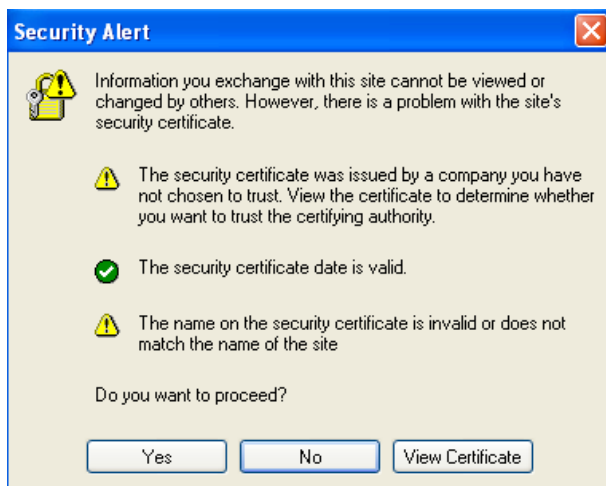 Security Alert
Information you exchange with this site cannot be viewed or
changed by others. However, there is a problem with the site's
security certificate.
The security certificate was issued by a company you have
not chosen to trust. View the certificate to determine whether
you want to trust the certifying authority.
The security certificate date is valid.
The name on the security certificate is invalid or does not
match the name of the site
Do you want to proceed?
Yes No View Certificate